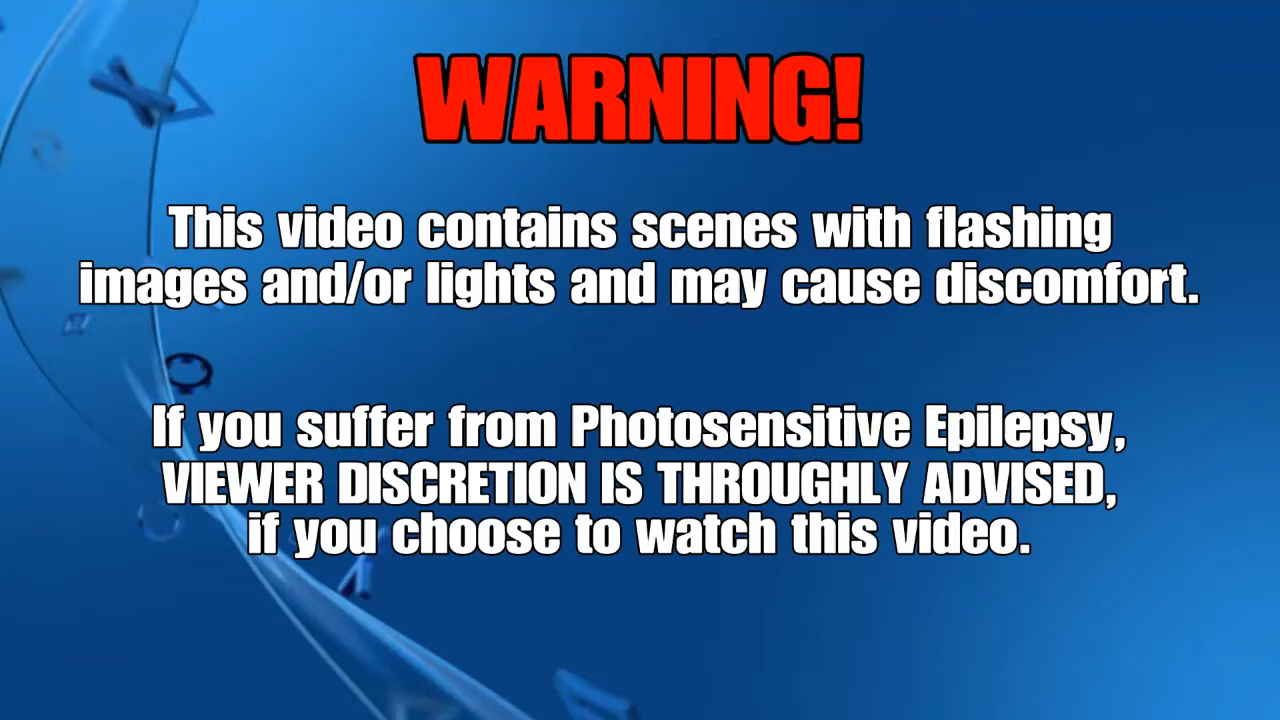 WARNING!
This video contains scenes with flashing
images and/or lights and may cause discomfort.
If you suffer from Photosensitive Epilepsy,
VIEWER DISCRETION IS THROUGHLY ADVISED,
if you choose to watch this video.